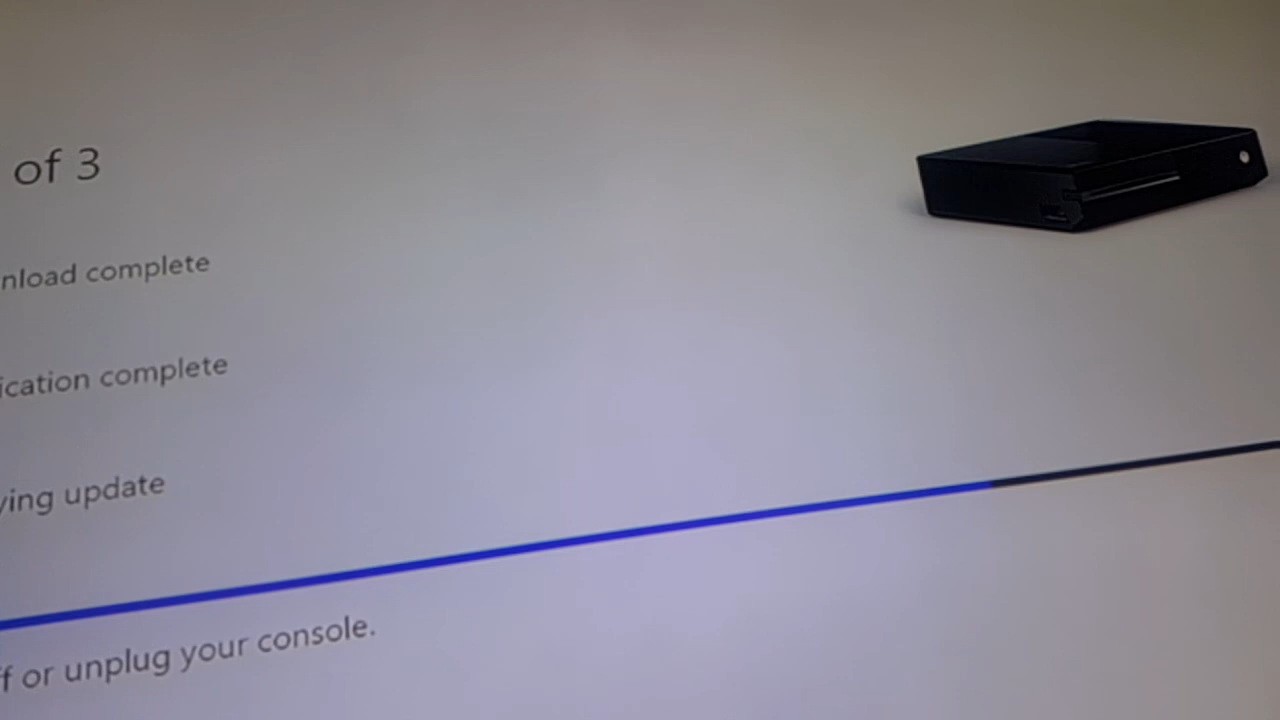 of 3
nload complete
ication complete
ying update
f or unplug your console.